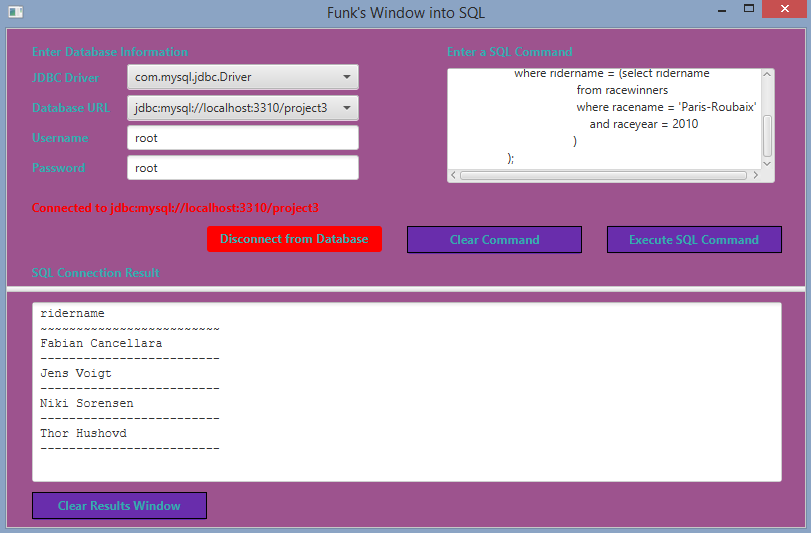 Funk's Window into SQL
Enter Database Information
JDBC Driver
com.mysql.jdbc.Driver
Database URL
jdbc:mysql://localhost:3310/project3
Username
root
Password
root
Enter a SQL Command
where ridername = (select ridername
from racewinners
where racename = 'Paris-Roubaix'
and raceyear = 2010
)
);
Connected to jdbc:mysql://localhost:3310/project3
Disconnect from Database
Clear Command
Execute SQL Command
SQL Connection Result
ridername
~~~~~~~~~~~~~~~~~~~~~~~~~
Fabian Cancellara
-------------------------
Jens Voigt
-------------------------
Niki Sorensen
-------------------------
Thor Hushovd
-------------------------
Clear Results Window